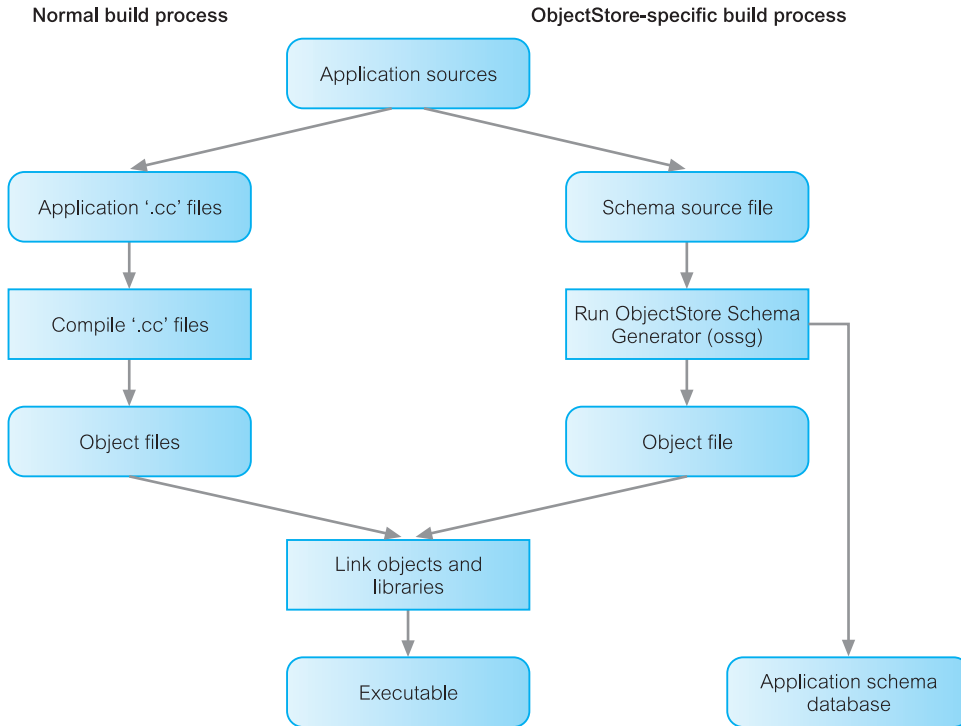 Normal build process
ObjectStore-specific build process
Application sources
Application ‘.cc’ files
Schema source file
Compile ‘.cc’ files
Run ObjectStore Schema
Generator (ossg)
Object files
Object file
Link objects and
libraries
Executable
Application schema
database